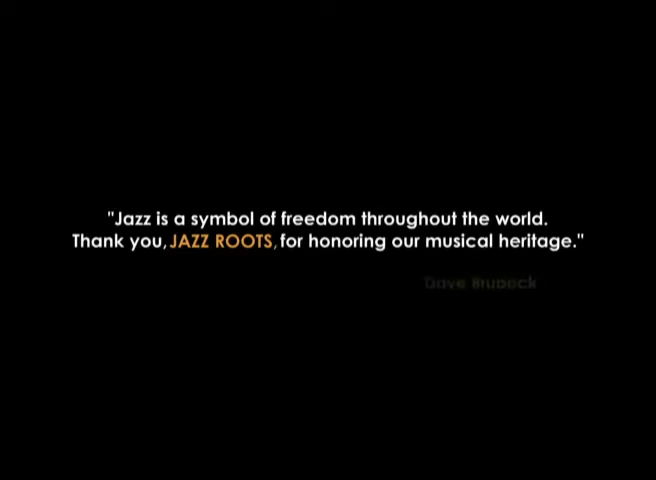 "Jazz is a symbol of freedom throughout the world.
Thank you, JAZZ ROOTS, for honoring our musical heritage."
Dave Brubeck